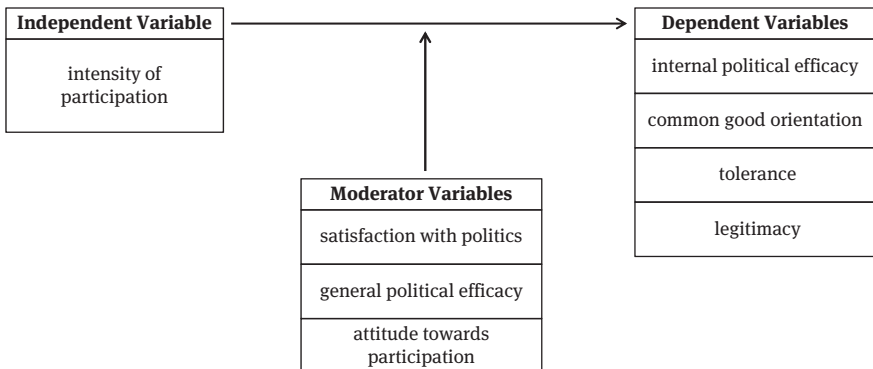 Independent Variable
intensity of
participation
Dependent Variables
internal political efficacy
common good orientation
tolerance
legitimacy
Moderator Variables
satisfaction with politics
general political efficacy
attitude towards
participation